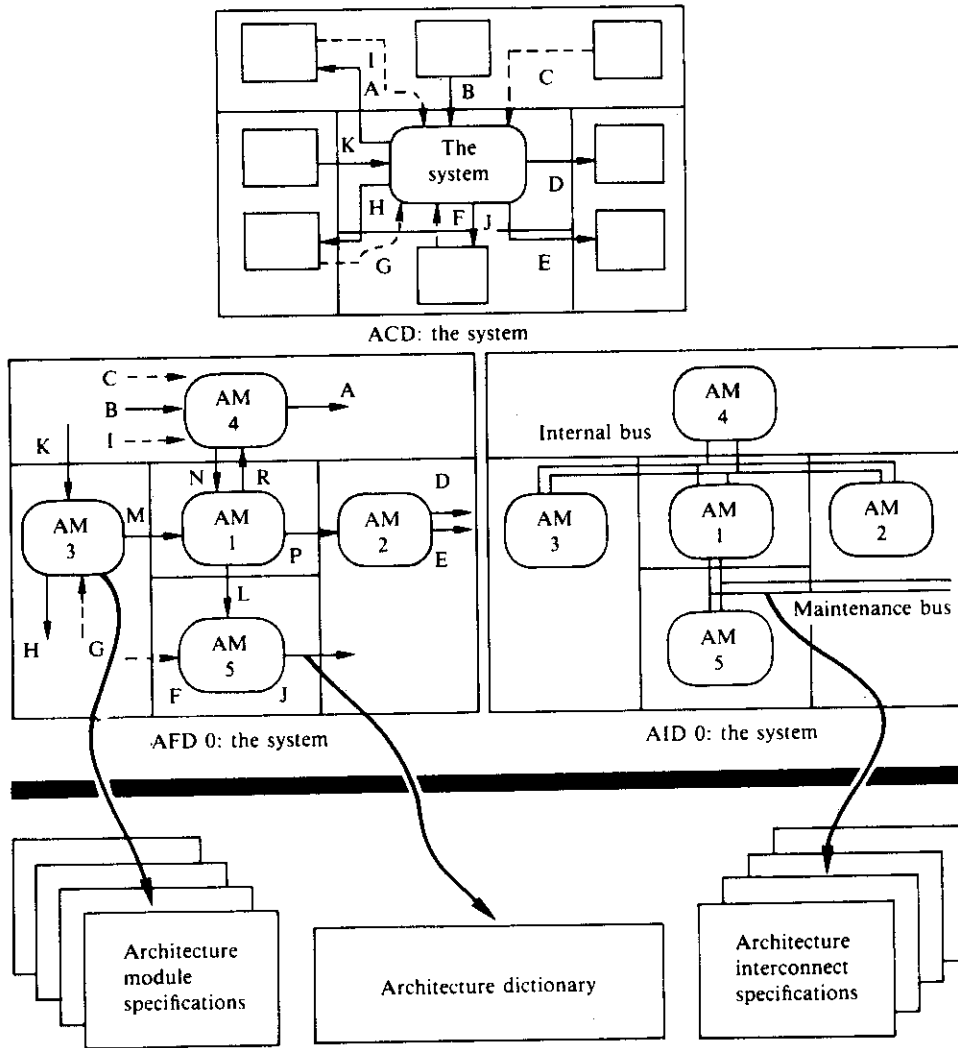 I
A
B
C
K
The
system
D
H
F
J
G
E
ACD: the system
C
B
I
AM
4
A
K
N
R
D
AM
3
M
AM
1
P
AM
2
E
L
H
G
AM
5
F
J
AFD 0: the system
AM
4
Internal bus
AM
3
AM
1
AM
2
Maintenance bus
AM
5
AID 0: the system
Architecture
module
specifications
Architecture dictionary
Architecture
interconnect
specifications